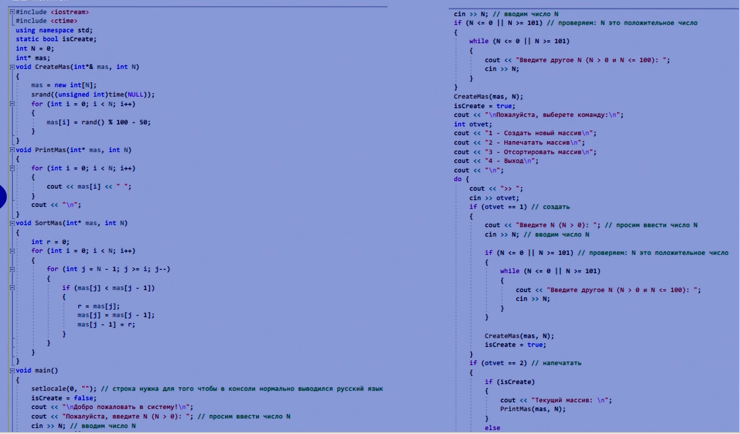 #include <iostream>
#include <ctime>
using namespace std;
static bool isCreate;
int N = 0;
int* mas;
void CreateMas(int*& mas, int N)
{
mas = new int[N];
srand((unsigned int)time(NULL));
for (int i = 0; i < N; i++)
{
mas[i] = rand() % 100 - 50;
}
}
void PrintMas(int* mas, int N)
{
for (int i = 0; i < N; i++)
{
cout << mas[i] << " ";
}
cout << "\n";
}
void SortMas(int* mas, int N)
{
int r = 0;
for (int i = 0; i < N; i++)
{
for (int j = N - 1; j >= i; j--)
{
if (mas[j] < mas[j - 1])
{
r = mas[j];
mas[j] = mas[j - 1];
mas[j - 1] = r;
}
}
}
}
void main()
{
setlocale(0, ""); // строка нужна для того чтобы в консоли нормально выводился русский язык
isCreate = false;
cout << "\nДобро пожаловать в систему!\n";
cout << "Пожалуйста, введите N (N > 0): "; // просим ввести число N
cin >> N; // вводим число N
cin >> N; // вводим число N
if (N <= 0 || N >= 101) // проверяем: N это положительное число
{
while (N <= 0 || N >= 101)
{
cout << "Введите другое N (N > 0 и N <= 100): ";
cin >> N;
}
}
CreateMas(mas, N);
isCreate = true;
cout << "\nПожалуйста, выберете команду:\n";
int otvet;
cout << "1 - Создать новый массив\n";
cout << "2 - Напечатать массив\n";
cout << "3 - Отсортировать массив\n";
cout << "4 - Выход\n";
cout << "\n";
do {
cout << ">> ";
cin >> otvet;
if (otvet == 1) // создать
{
cout << "Введите N (N > 0): "; // просим ввести число N
cin >> N; // вводим число N
if (N <= 0 || N >= 101) // проверяем: N это положительное число
{
while (N <= 0 || N >= 101)
{
cout << "Введите другое N (N > 0 и N <= 100): ";
cin >> N;
}
}
CreateMas(mas, N);
isCreate = true;
}
if (otvet == 2) // напечатать
{
if (isCreate)
{
cout << "Текущий массив: \n";
PrintMas(mas, N);
}
else